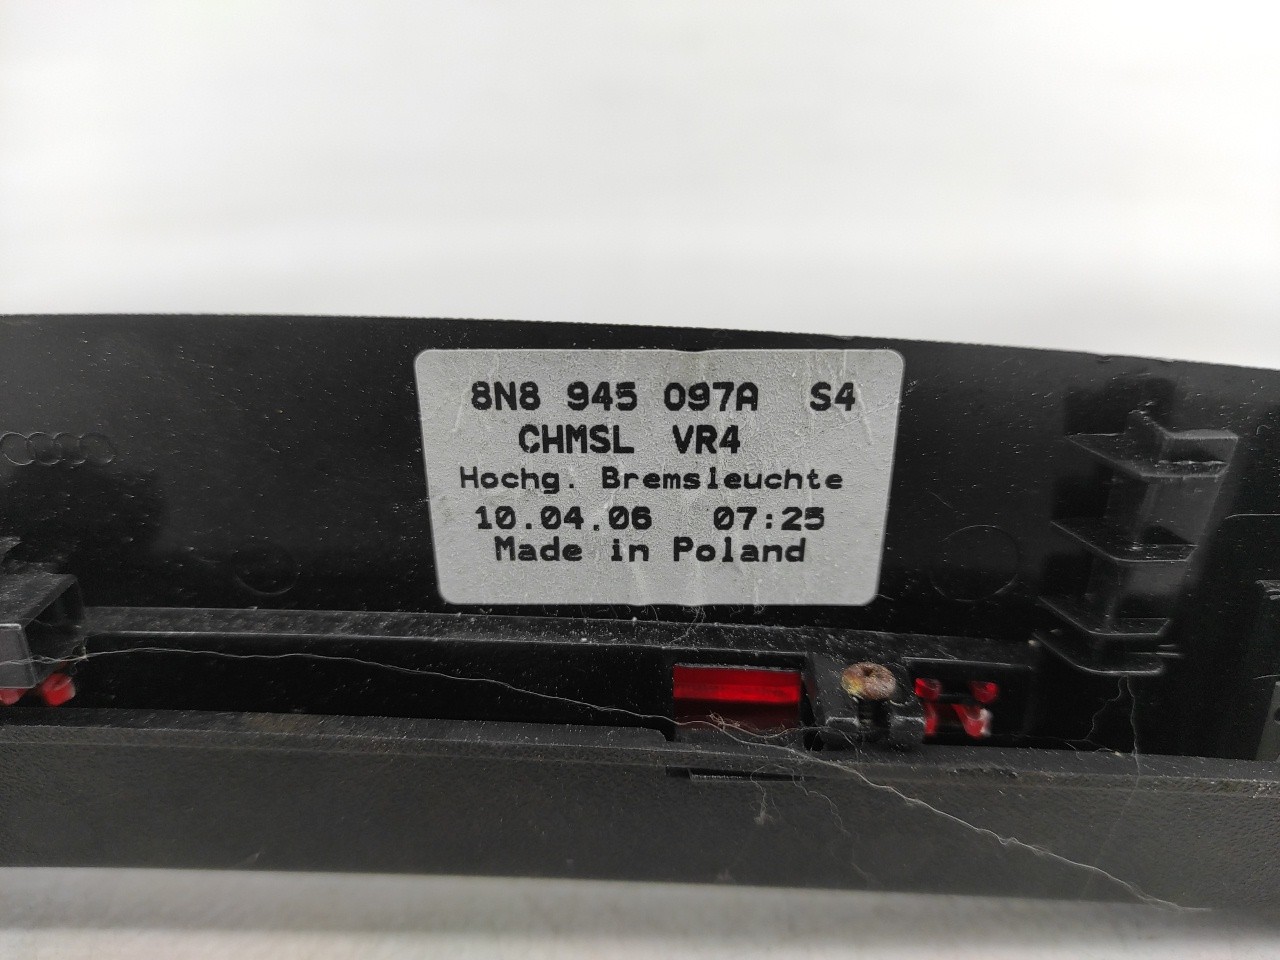 8N8 945 097A S4
CHMSL VR4
Hochg. Bremsleuchte
10.04.06 07:25
Made in Poland